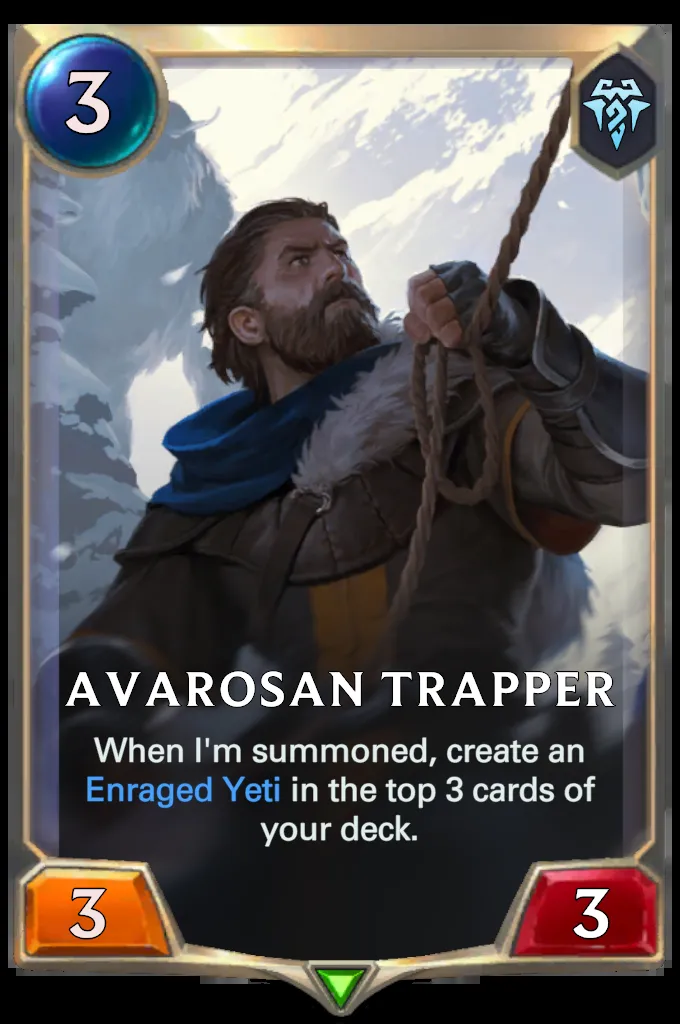 3
AVAROSAN TRAPPER
When I'm summoned, create an
Enraged Yeti in the top 3 cards of
your deck.
3
3